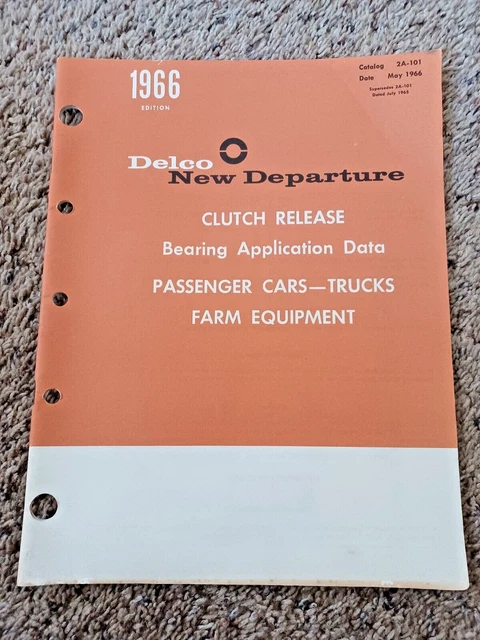 1966
EDITION
Catalog 2A-101
Date May 1966
Supersedes 2A-101
Dated July 1965
Delco
New Departure
CLUTCH RELEASE
Bearing Application Data
PASSENGER CARS—TRUCKS
FARM EQUIPMENT